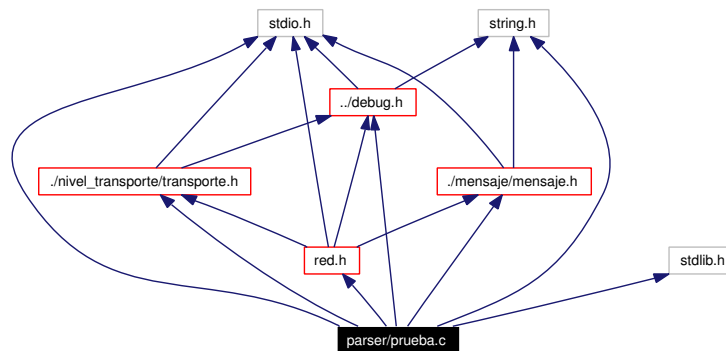 stdio.h
string.h
../debug.h
./nivel_transporte/transporte.h
./mensaje/mensaje.h
red.h
stdlib.h
parser/prueba.c